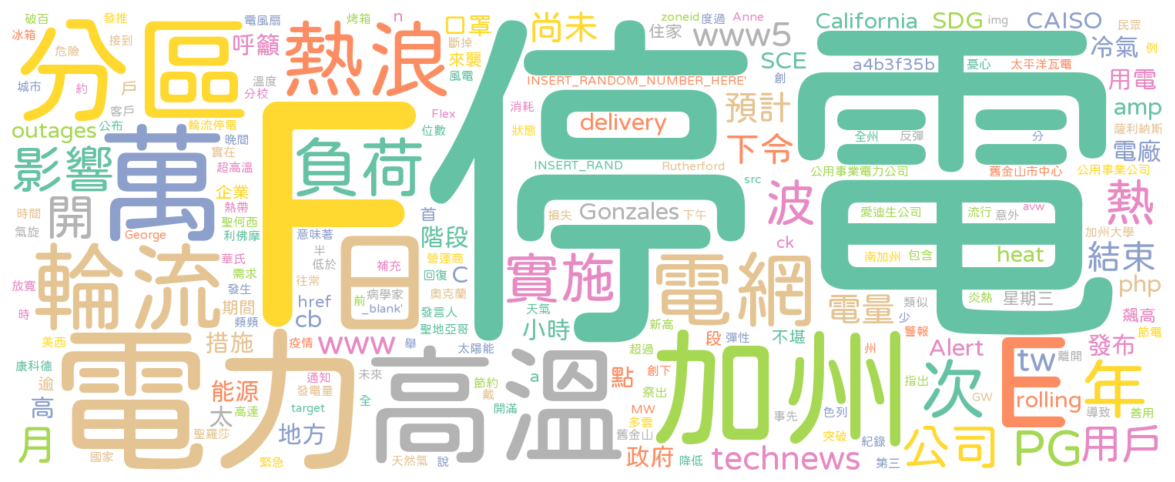 破百
發推
電風扇
烤箱
n
口罩
尚未
zoneid
度過
Anne
California
SDG
img
CAISO
民眾
冰箱
危險
接到
呼籲
熱浪
斷掉
來襲
風電
住家
www5
冷氣
例
分區
停電
INSERT_RANDOM_NUMBER_HERE'
SCE
創
a4b3f35b
憂心
太平洋瓦電
城市
約
戶
溫度
分校
Flex
消耗
預計
用電
outages
公布
客戶
輪流停電
位數
狀態
delivery
下令
全州
反彈
分
amp
薩利納斯
萬
晚間
實在
超高溫
負荷
INSERT_RAND
Rutherford
公用事業電力公司
舊金山市中心
公用事業公司
電廠
影響
企業
F
src
波
熱
時間
開
熱帶
聖何西
首
損失
Gonzales
下午
愛迪生公司
流行
意外
avw
加州大學
氣旋
George
利佛摩
意味著
階段
日
半
低於
補充
營運商
ck
南加州
包含
heat
結束
輪流
華氏
需求
往常
回復
C
實施
電網
電量
類似
炎熱
星期三
php
放寬
發生
期間
href
前
病學家
_blank'
奧克蘭
發言人
天氣
少
飆高
時
頻頻
cb
聖地亞哥
小時
新高
段
彈性
不堪
警報
節電
美西
電力
措施
疫情
www
舉
太陽能
超過
加州
州
Alert
E
tw
離開
發布
康科德
逾
能源
通知
未來
高溫
節約
a
點
創下
指出
次
GW
年
高
太
高達
發電量
target
全
戴
開滿
祭出
MW
事先
色列
rolling
導致
善用
月
聖羅莎
地方
多雲
舊金山
突破
紀錄
公司
PG
用戶
國家
緊急
天然氣
說
政府
降低
technews
第三